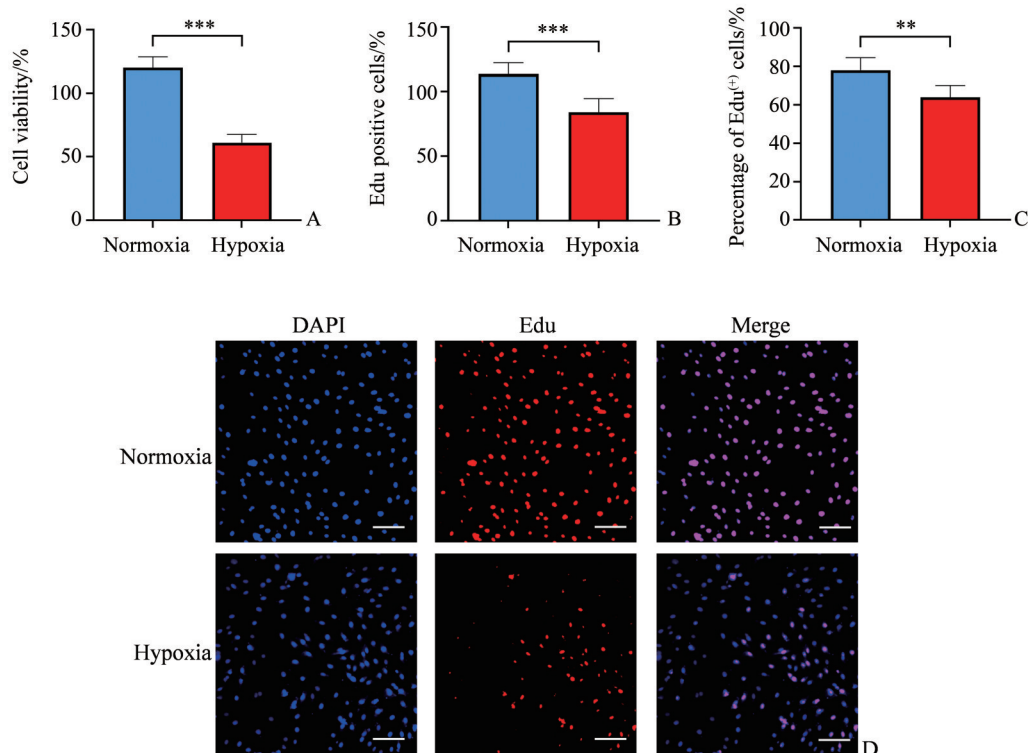 Cell viability/%
150
100
50
0
***
Normoxia
Hypoxia
A
Edu positive cells/%
150
100
50
0
***
Normoxia
Hypoxia
B
Percentage of Edu(+) cells/%
100
80
60
40
20
0
**
Normoxia
Hypoxia
C
DAPI
Edu
Merge
Normoxia
Hypoxia
D